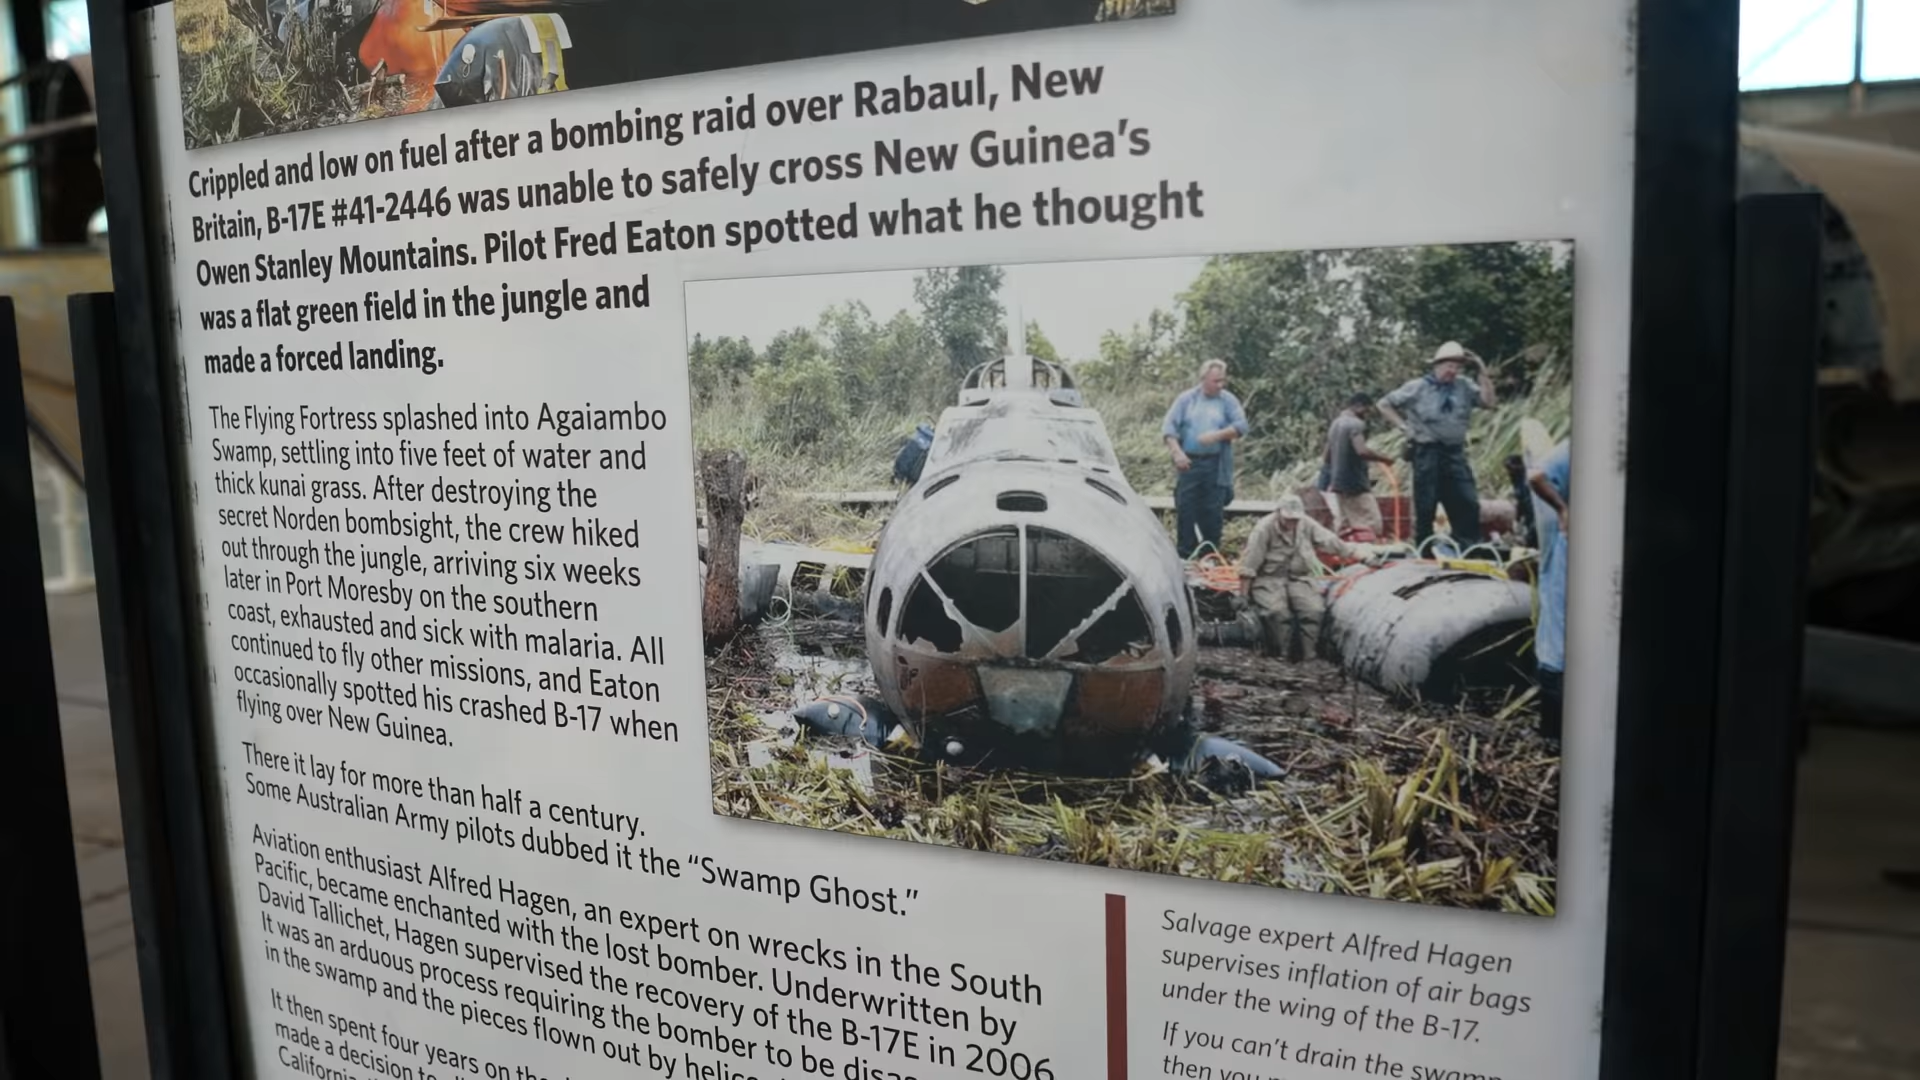 Crippled and low on fuel after a bombing raid over Rabaul, New
Britain, B-17E #41-2446 was unable to safely cross New Guinea's
Owen Stanley Mountains. Pilot Fred Eaton spotted what he thought
was a flat green field in the jungle and
made a forced landing.
The Flying Fortress splashed into Agaiambo
Swamp, settling into five feet of water and
thick kunai grass. After destroying the
secret Norden bombsight, the crew hiked
out through the jungle, arriving six weeks
later in Port Moresby on the southern
coast, exhausted and sick with malaria. All
continued to fly other missions, and Eaton
occasionally spotted his crashed B-17 when
flying over New Guinea.
There it lay for more than half a century.
Some Australian Army pilots dubbed it the “Swamp Ghost.”
Aviation enthusiast Alfred Hagen, an expert on wrecks in the South
Pacific, became enchanted with the lost bomber. Underwritten by
David Tallichet, Hagen supervised the recovery of the B-17E in 2006
It was an arduous process requiring the bomber to be
in the swamp and the pieces flown out by
It then spent four years on
made a decision to
California
Salvage expert Alfred Hagen
supervises inflation of air bags
under the wing of the B-17.
If you can't drain the swamp
then you